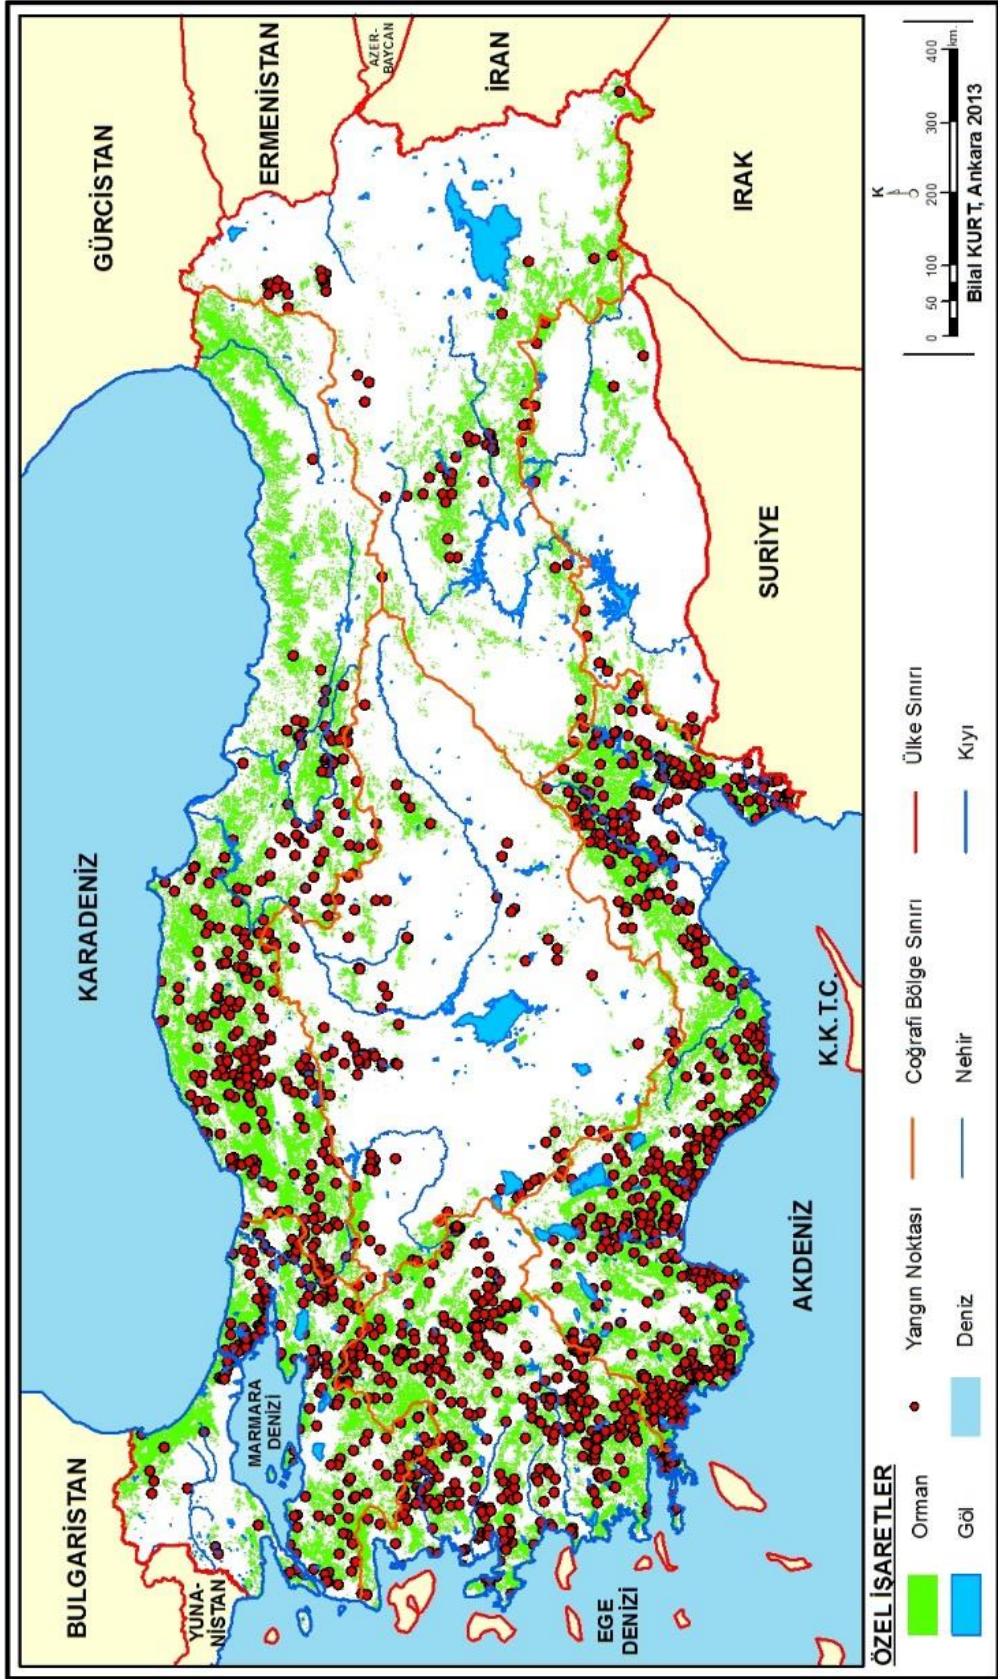 BULGARİSTAN
YUNA-
NİSTAN
KARADENİZ
GÜRCİSTAN
ERMENİSTAN
AZER-
BAYCAN
İRAN
MARMARA
DENİZİ
EGE
DENİZİ
AKDENİZ
K.K.T.C.
SURİYE
IRAK
ÖZEL İŞARETLER
Orman
Yangın Noktası
Coğrafi Bölge Sınırı
Ülke Sınırı
Göl
Deniz
Nehir
Kıyı
K
0 50 100 200 300 400
km.
Bilal KURT, Ankara 2013